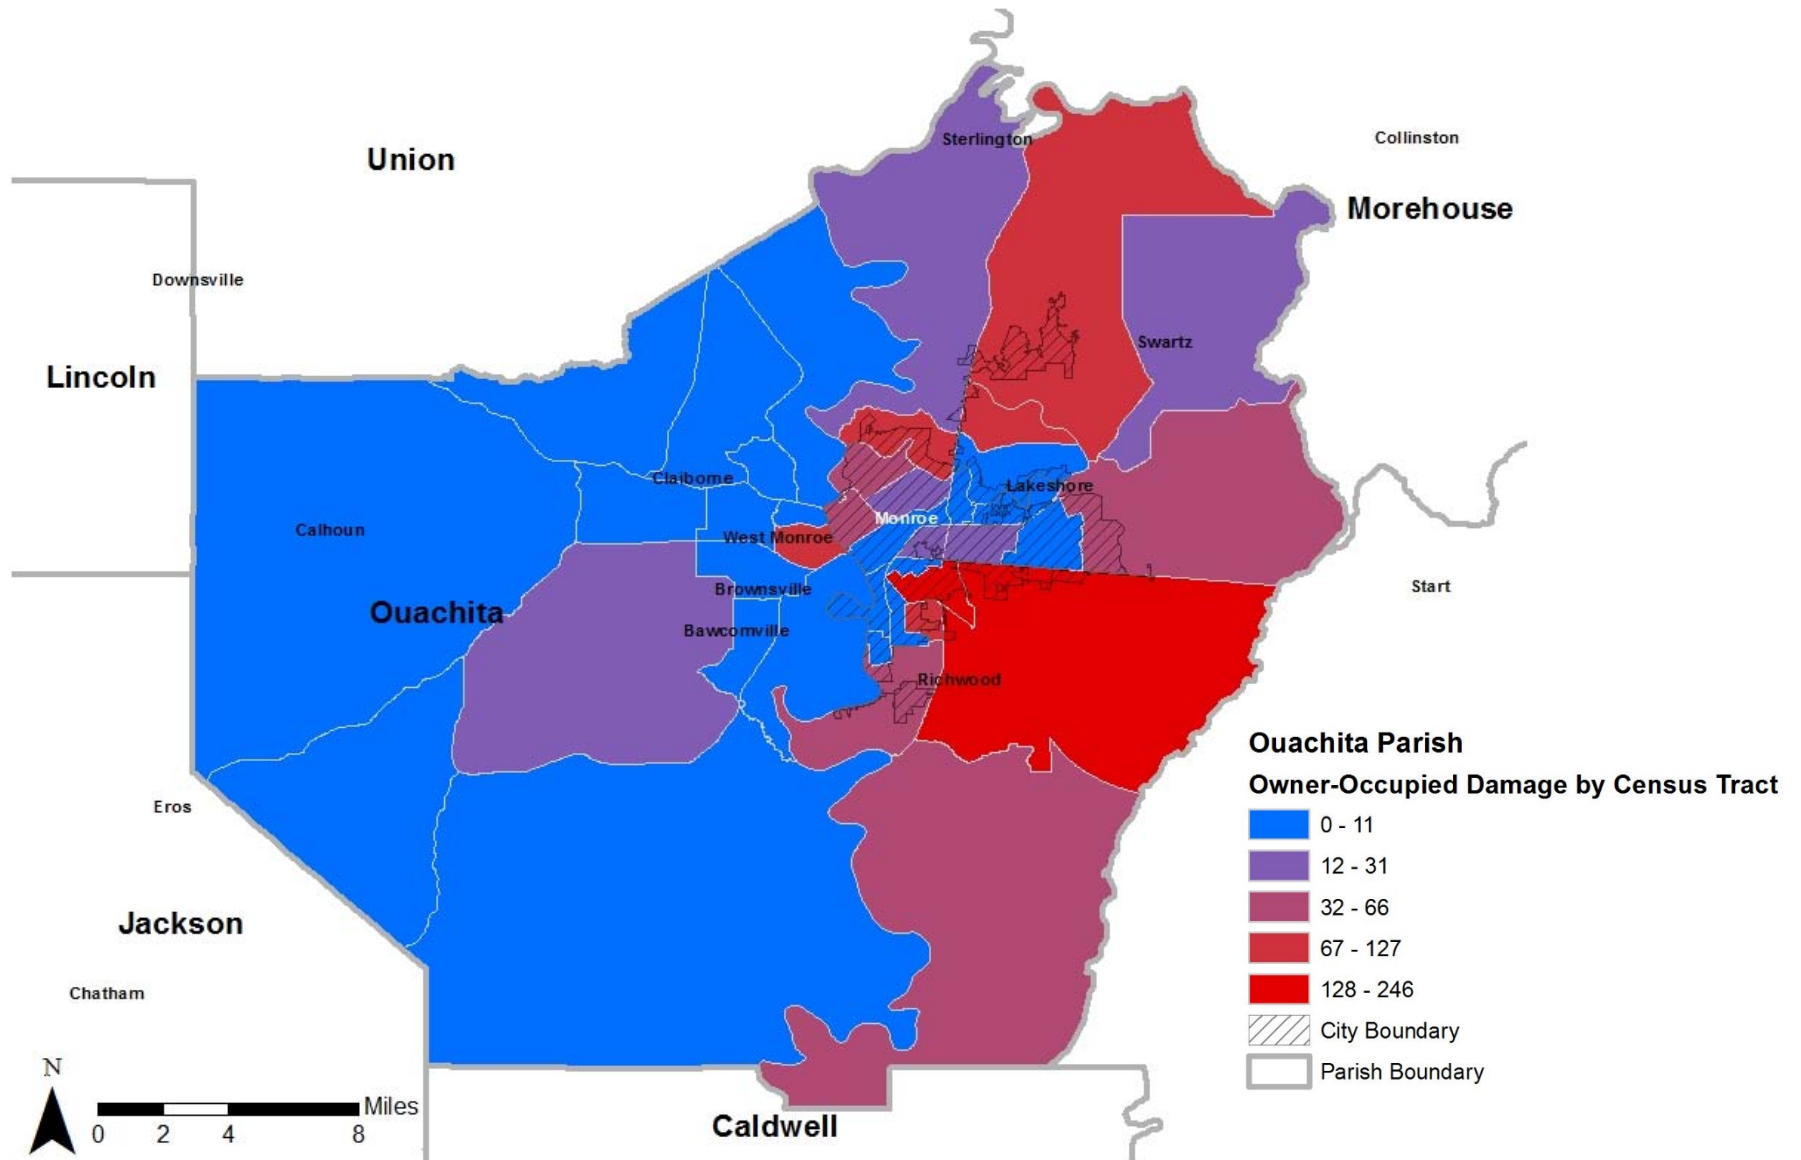 Sterlington
Collinston
Union
Morehouse
Downsville
Swartz
Lincoln
Claiborne
Lakeshore
Monroe
Calhoun
West Monroe
Brownsville
Start
Ouachita
Bawcomville
Richwood
Eros
Jackson
Chatham
Caldwell
Ouachita Parish
Owner-Occupied Damage by Census Tract
0 - 11
12 - 31
32 - 66
67 - 127
128 - 246
City Boundary
Parish Boundary
N
Miles
0 2 4 8